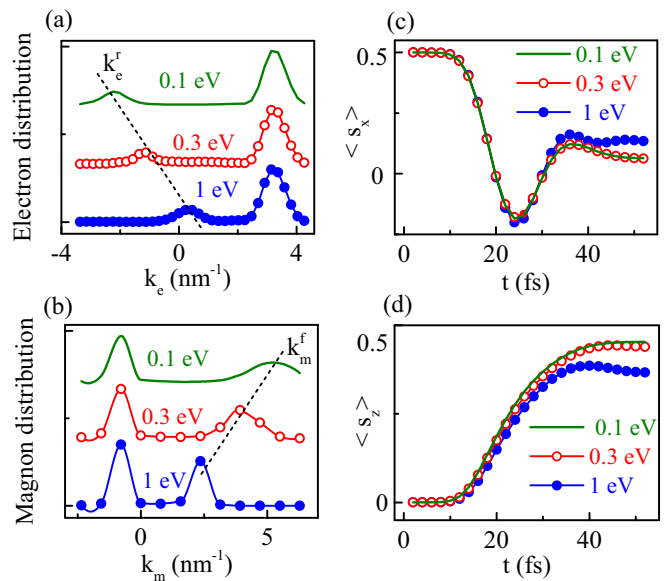 (a)
Electron distribution
k_e^r
0.1 eV
0.3 eV
1 eV
-4 0 4
k_e (nm⁻¹)
(b)
Magnon distribution
0.1 eV
k_m^f
0.3 eV
1 eV
0 5
k_m (nm⁻¹)
(c)
< s_x >
0.5
0
0.1 eV
0.3 eV
1 eV
0 20 40
t (fs)
(d)
< s_z >
0.5
0.0
0.1 eV
0.3 eV
1 eV
0 20 40
t (fs)